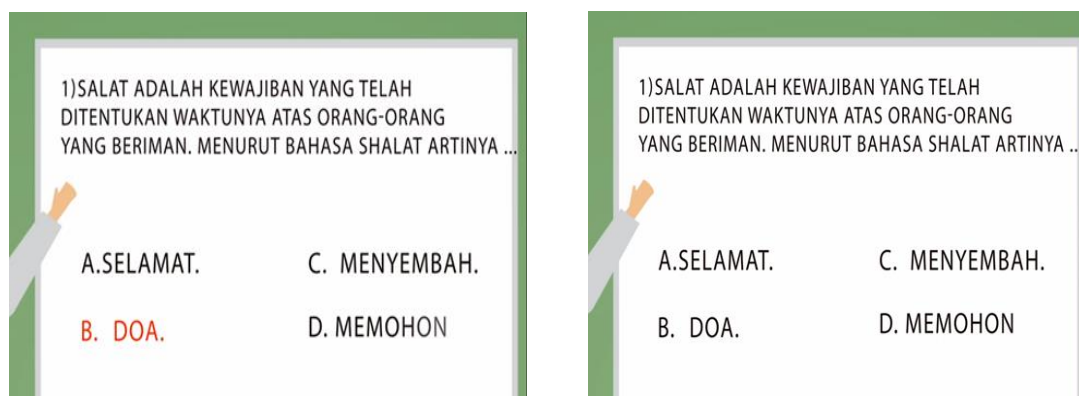 1)SALAT ADALAH KEWAJIBAN YANG TELAH
DITENTUKAN WAKTUNYA ATAS ORANG-ORANG
YANG BERIMAN. MENURUT BAHASA SHALAT ARTINYA ...
A.SELAMAT. C. MENYEMBAH.
B. DOA. D. MEMOHON
1)SALAT ADALAH KEWAJIBAN YANG TELAH
DITENTUKAN WAKTUNYA ATAS ORANG-ORANG
YANG BERIMAN. MENURUT BAHASA SHALAT ARTINYA ..
A.SELAMAT. C. MENYEMBAH.
B. DOA. D. MEMOHON